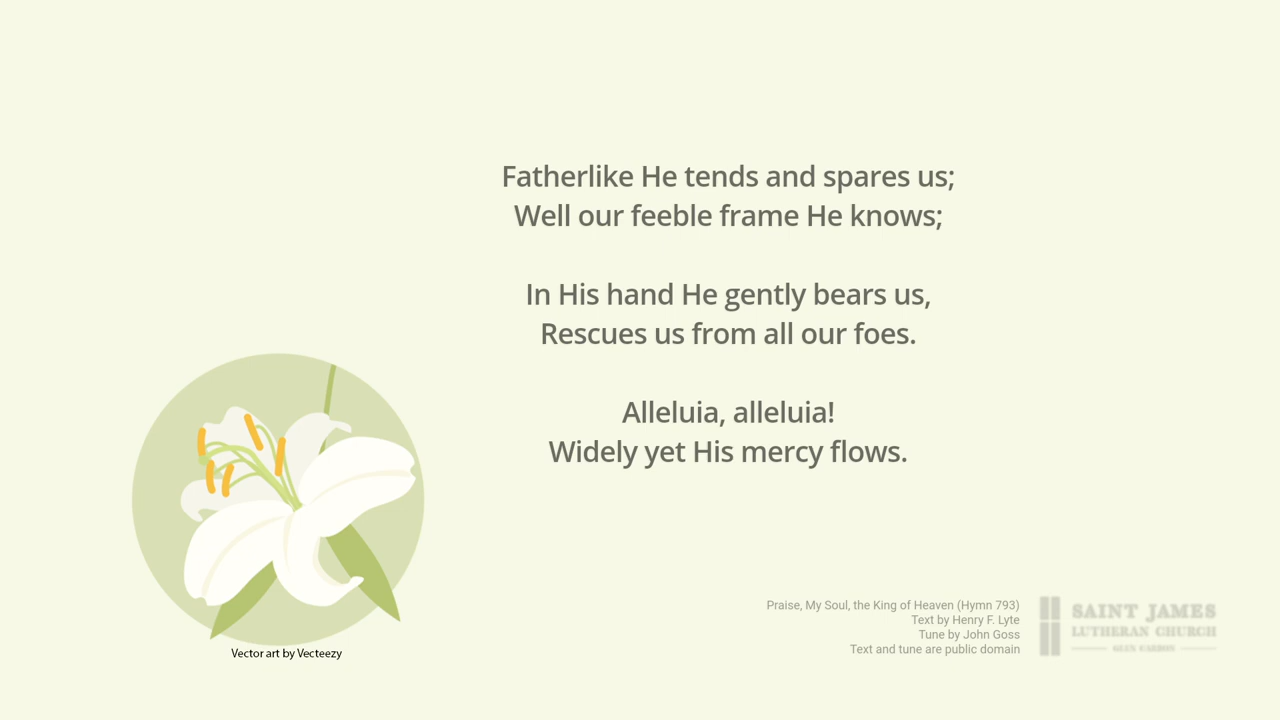 Fatherlike He tends and spares us;
Well our feeble frame He knows;
In His hand He gently bears us,
Rescues us from all our foes.
Alleluia, alleluia!
Widely yet His mercy flows.
Vector art by Vecteezy
Praise, My Soul, the King of Heaven (Hymn 793)
Text by Henry F. Lyte
Tune by John Goss
Text and tune are public domain
SAINT JAMES
LUTHERAN CHURCH
GLEN CARBON